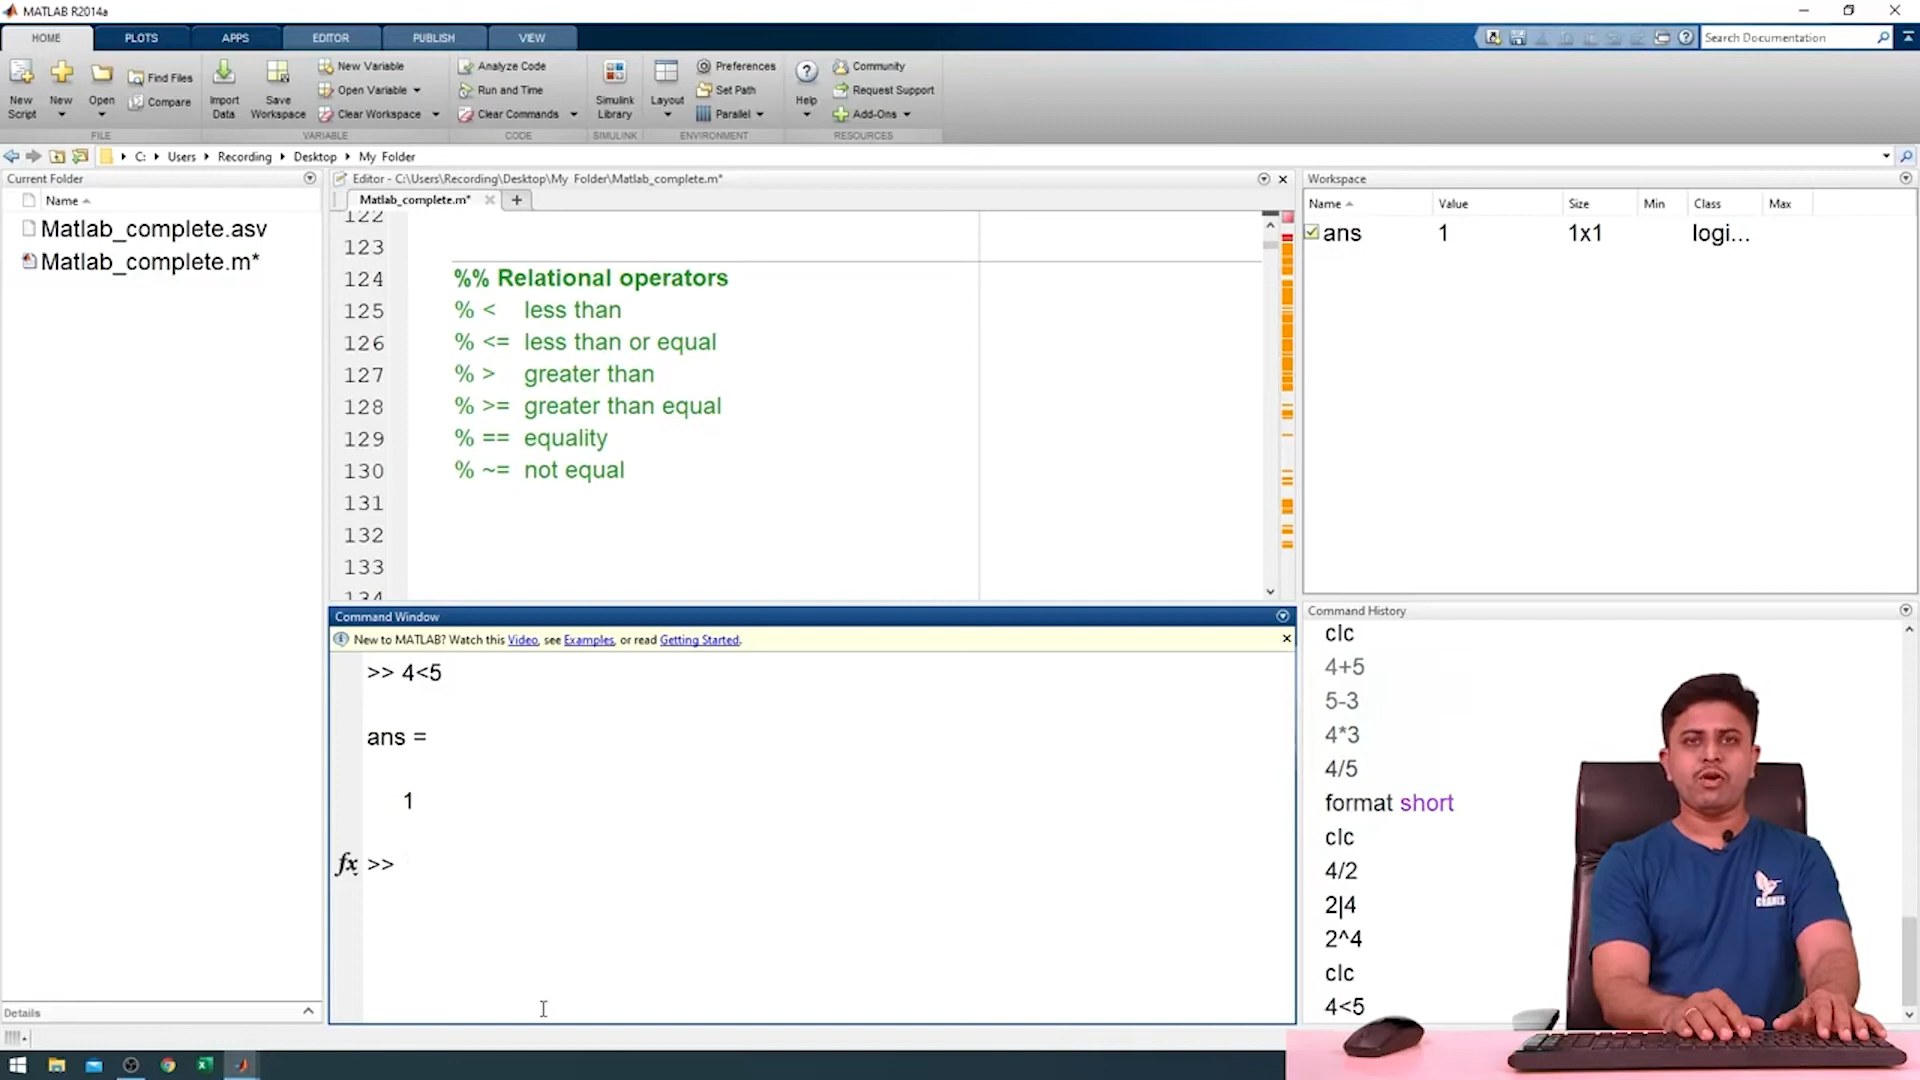 MATLAB R2014a
HOME PLOTS APPS EDITOR PUBLISH VIEW Search Documentation
New Script
New
Open
Find Files
Compare
FILE
Import Data
Save Workspace
New Variable
Open Variable
Clear Workspace
VARIABLE
Analyze Code
Run and Time
Clear Commands
CODE
Simulink Library
SIMULINK
Layout
Preferences
Set Path
Parallel
ENVIRONMENT
Help
Community
Request Support
Add-Ons
RESOURCES
C: Users Recording Desktop My Folder
Current Folder
Name
Matlab_complete.asv
Matlab_complete.m*
Details
Editor - C:\Users\Recording\Desktop\My Folder\Matlab_complete.m*
Matlab_complete.m*
122
123
124 %% Relational operators
125 % < less than
126 % <= less than or equal
127 % > greater than
128 % >= greater than equal
129 % == equality
130 % ~= not equal
131
132
133
134
Command Window
New to MATLAB? Watch this Video, see Examples, or read Getting Started.
>> 4<5
ans =
1
fx >>
Workspace
Name Value Size Min Class Max
ans 1 1x1 logi...
Command History
clc
4+5
5-3
4*3
4/5
format short
clc
4/2
2|4
2^4
clc
4<5
CRANES